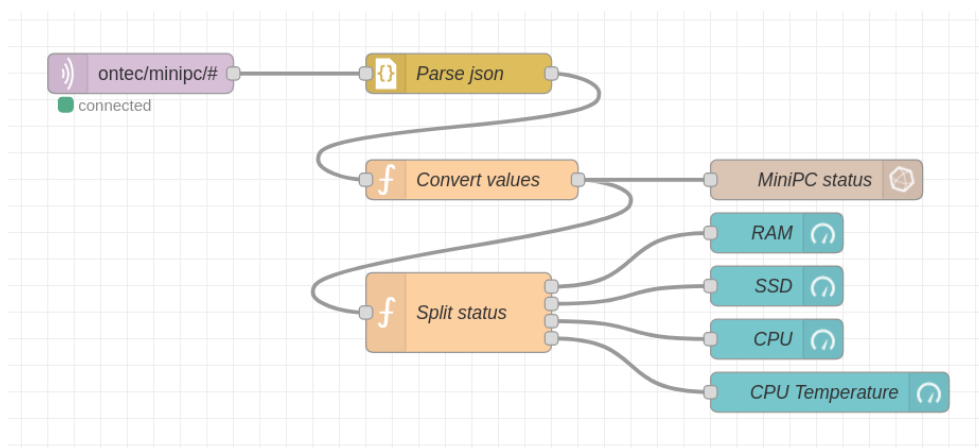 ontec/minipc/#
Parse json
connected
Convert values
MiniPC status
RAM
SSD
Split status
CPU
CPU Temperature